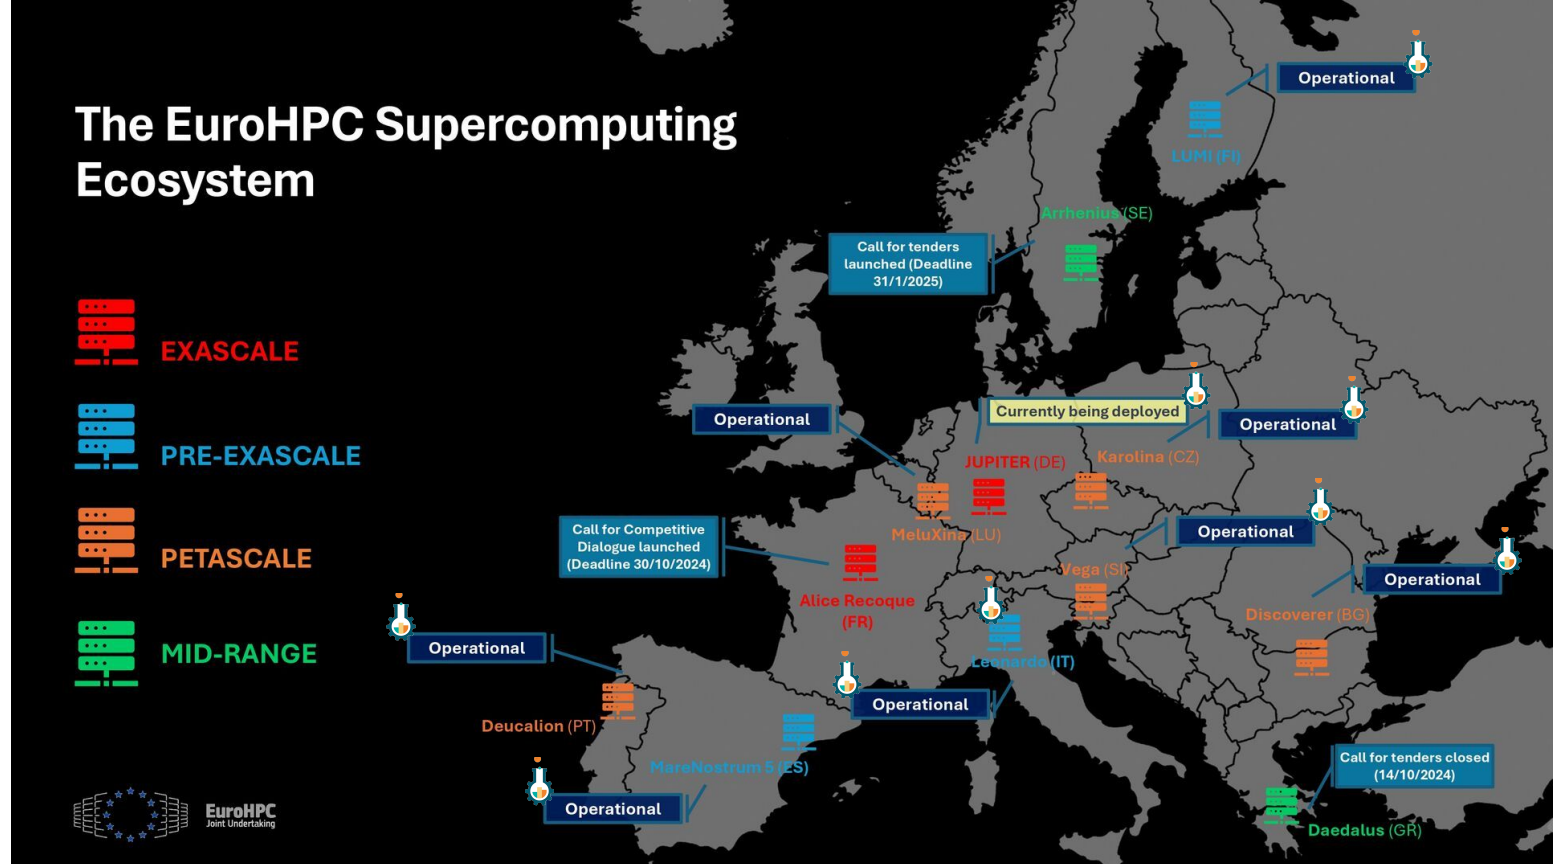 The EuroHPC Supercomputing
Ecosystem
EXASCALE
PRE-EXASCALE
PETASCALE
MID-RANGE
Operational
LUMI (FI)
Arrhenius (SE)
Call for tenders
launched (Deadline
31/1/2025)
Operational
Currently being deployed
Operational
JUPITER (DE)
Karolina (CZ)
MeluXina (LU)
Call for Competitive
Dialogue launched
(Deadline 30/10/2024)
Operational
Vega (SI)
Operational
Alice Recoque
(FR)
Discoverer (BG)
Operational
Leonardo (IT)
Operational
Deucalion (PT)
MareNostrum 5 (ES)
Operational
Call for tenders closed
(14/10/2024)
Daedalus (GR)
EuroHPC
Joint Undertaking